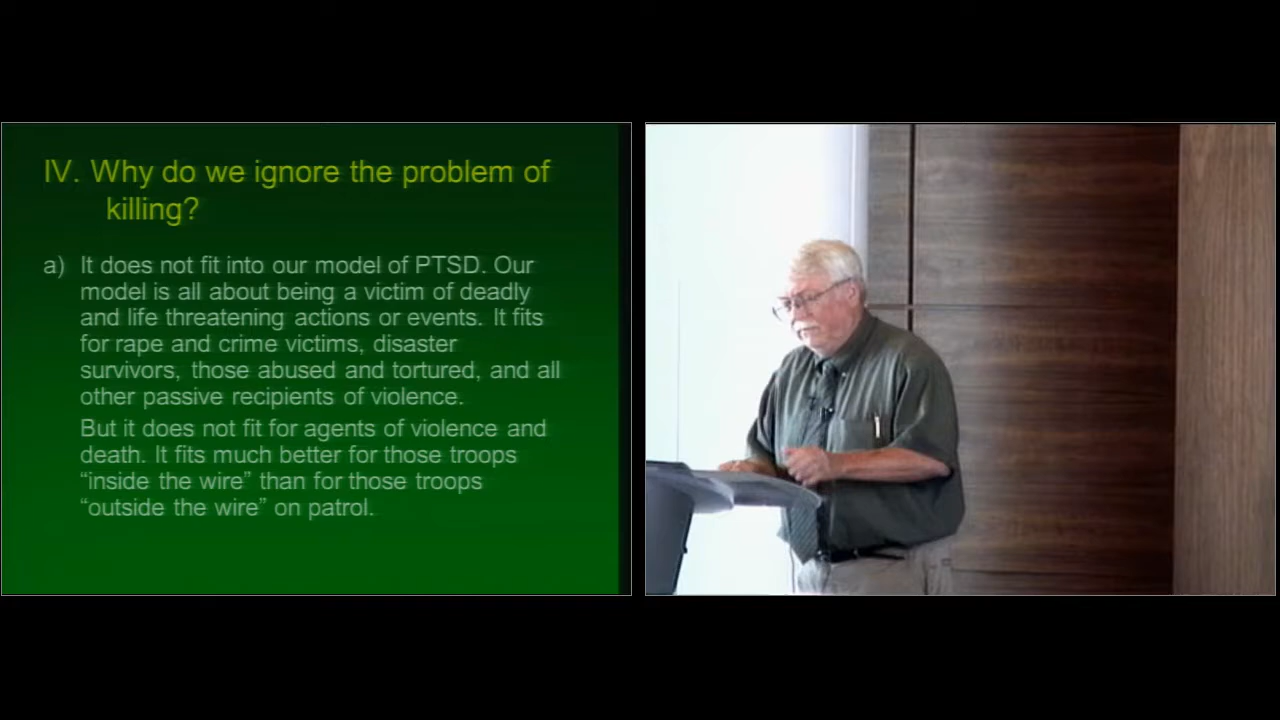 IV. Why do we ignore the problem of
killing?
a) It does not fit into our model of PTSD. Our
model is all about being a victim of deadly
and life threatening actions or events. It fits
for rape and crime victims, disaster
survivors, those abused and tortured, and all
other passive recipients of violence.
But it does not fit for agents of violence and
death. It fits much better for those troops
“inside the wire” than for those troops
“outside the wire” on patrol.